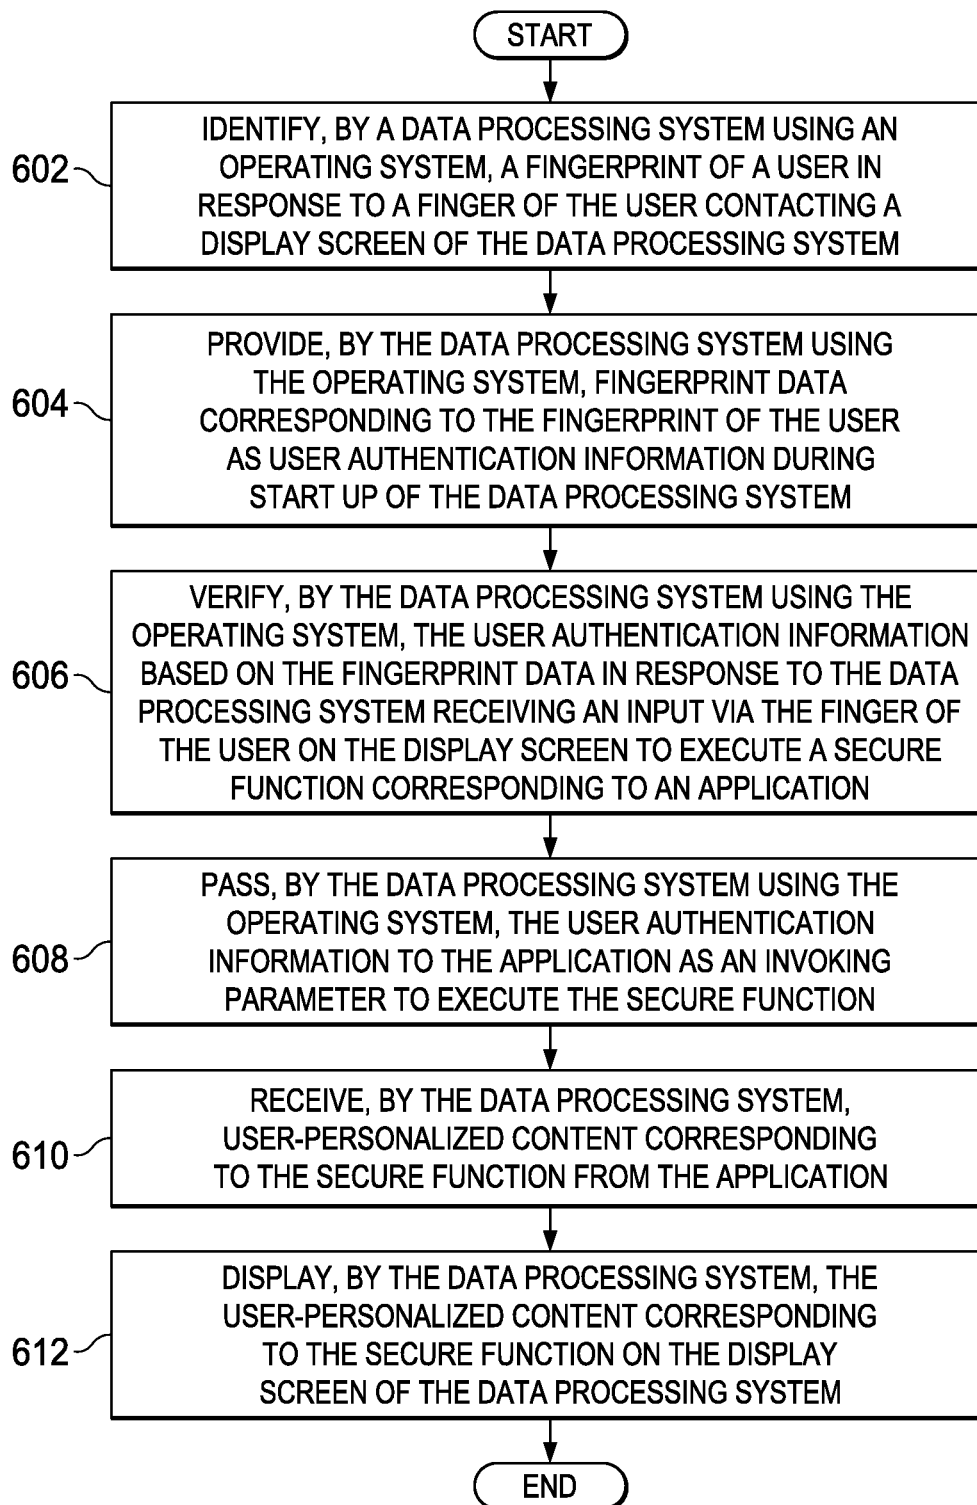 START
602
IDENTIFY, BY A DATA PROCESSING SYSTEM USING AN
OPERATING SYSTEM, A FINGERPRINT OF A USER IN
RESPONSE TO A FINGER OF THE USER CONTACTING A
DISPLAY SCREEN OF THE DATA PROCESSING SYSTEM
604
PROVIDE, BY THE DATA PROCESSING SYSTEM USING
THE OPERATING SYSTEM, FINGERPRINT DATA
CORRESPONDING TO THE FINGERPRINT OF THE USER
AS USER AUTHENTICATION INFORMATION DURING
START UP OF THE DATA PROCESSING SYSTEM
606
VERIFY, BY THE DATA PROCESSING SYSTEM USING THE
OPERATING SYSTEM, THE USER AUTHENTICATION INFORMATION
BASED ON THE FINGERPRINT DATA IN RESPONSE TO THE DATA
PROCESSING SYSTEM RECEIVING AN INPUT VIA THE FINGER OF
THE USER ON THE DISPLAY SCREEN TO EXECUTE A SECURE
FUNCTION CORRESPONDING TO AN APPLICATION
608
PASS, BY THE DATA PROCESSING SYSTEM USING THE
OPERATING SYSTEM, THE USER AUTHENTICATION
INFORMATION TO THE APPLICATION AS AN INVOKING
PARAMETER TO EXECUTE THE SECURE FUNCTION
610
RECEIVE, BY THE DATA PROCESSING SYSTEM,
USER-PERSONALIZED CONTENT CORRESPONDING
TO THE SECURE FUNCTION FROM THE APPLICATION
612
DISPLAY, BY THE DATA PROCESSING SYSTEM, THE
USER-PERSONALIZED CONTENT CORRESPONDING
TO THE SECURE FUNCTION ON THE DISPLAY
SCREEN OF THE DATA PROCESSING SYSTEM
END